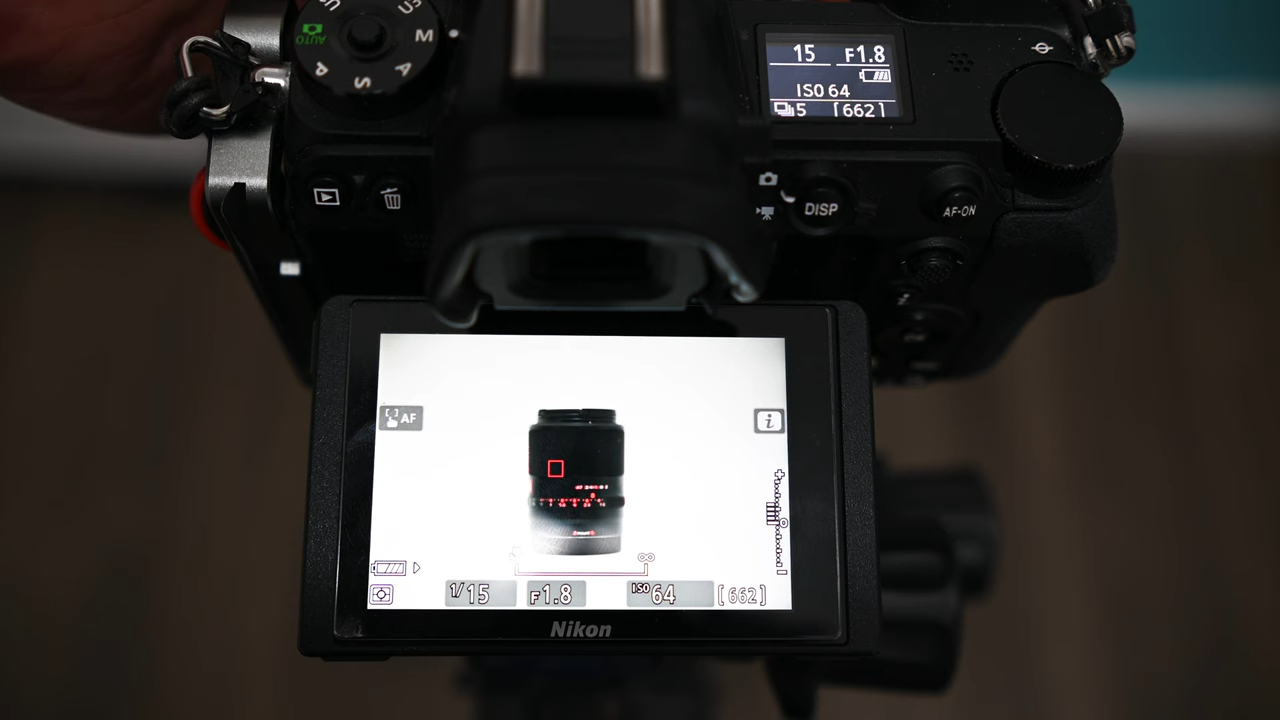 U3
M
A
S
P
AUTO
15 F1.8
ISO 64
5 [662]
DISP
AF-ON
AF
i
1/15 F1.8 ISO 64 [662]
Nikon